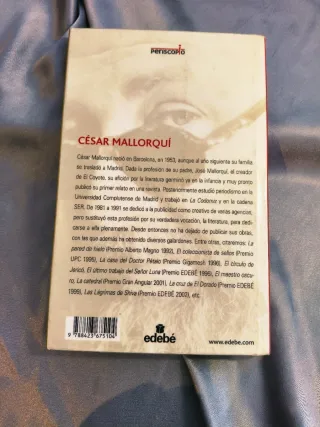 PERISCOPIO
CÉSAR MALLORQUÍ
César Mallorquí nació en Barcelona, en 1953, aunque al año siguiente su familia
se trasladó a Madrid. Dada la profesión de su padre, José Mallorquí, el creador
de El Coyote, su afición por la literatura germinó ya en la infancia y muy pronto
publicó su primer relato en una revista. Posteriormente estudió periodismo en la
Universidad Complutense de Madrid y trabajó en La Codorniz y en la cadena
SER. De 1981 a 1991 se dedicó a la publicidad como creativo de varias agencias,
pero sustituyó esta profesión por su verdadera vocación, la literatura, para dedi-
carse a ella plenamente. Desde entonces no ha dejado de publicar sus obras,
con las que además ha obtenido diversos galardones. Entre otras, citaremos: La
pared de hielo (Premio Alberto Magno 1992), El coleccionista de sellos (Premio
UPC 1995), La casa del Doctor Pétalo (Premio Gigamesh 1996), El círculo de
Jericó, El último trabajo del Señor Luna (Premio EDEBÉ 1996), El maestro oscu-
ro, La catedral (Premio Gran Angular 2001), La cruz de El Dorado (Premio EDEBÉ
1999), Las Lágrimas de Shiva (Premio EDEBÉ 2002), etc.
9 788423 675104
edebé
www.edebe.com